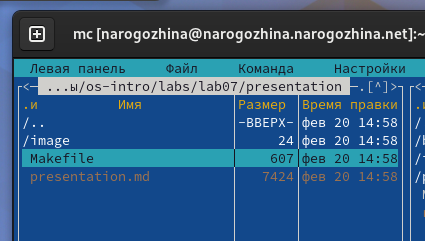 mc [narogozhina@narogozhina.narogozhina.net]:~
Левая панель Файл Команда Настройки
<─ ...ы/os-intro/labs/lab07/presentation ─.[^]> <─
.и Имя Размер Время правки .и
/.. -ВВЕРХ- фев 20 14:58 /
/image 24 фев 20 14:58 /b
Makefile 607 фев 20 14:58
presentation.md 7424 фев 20 14:58 /p